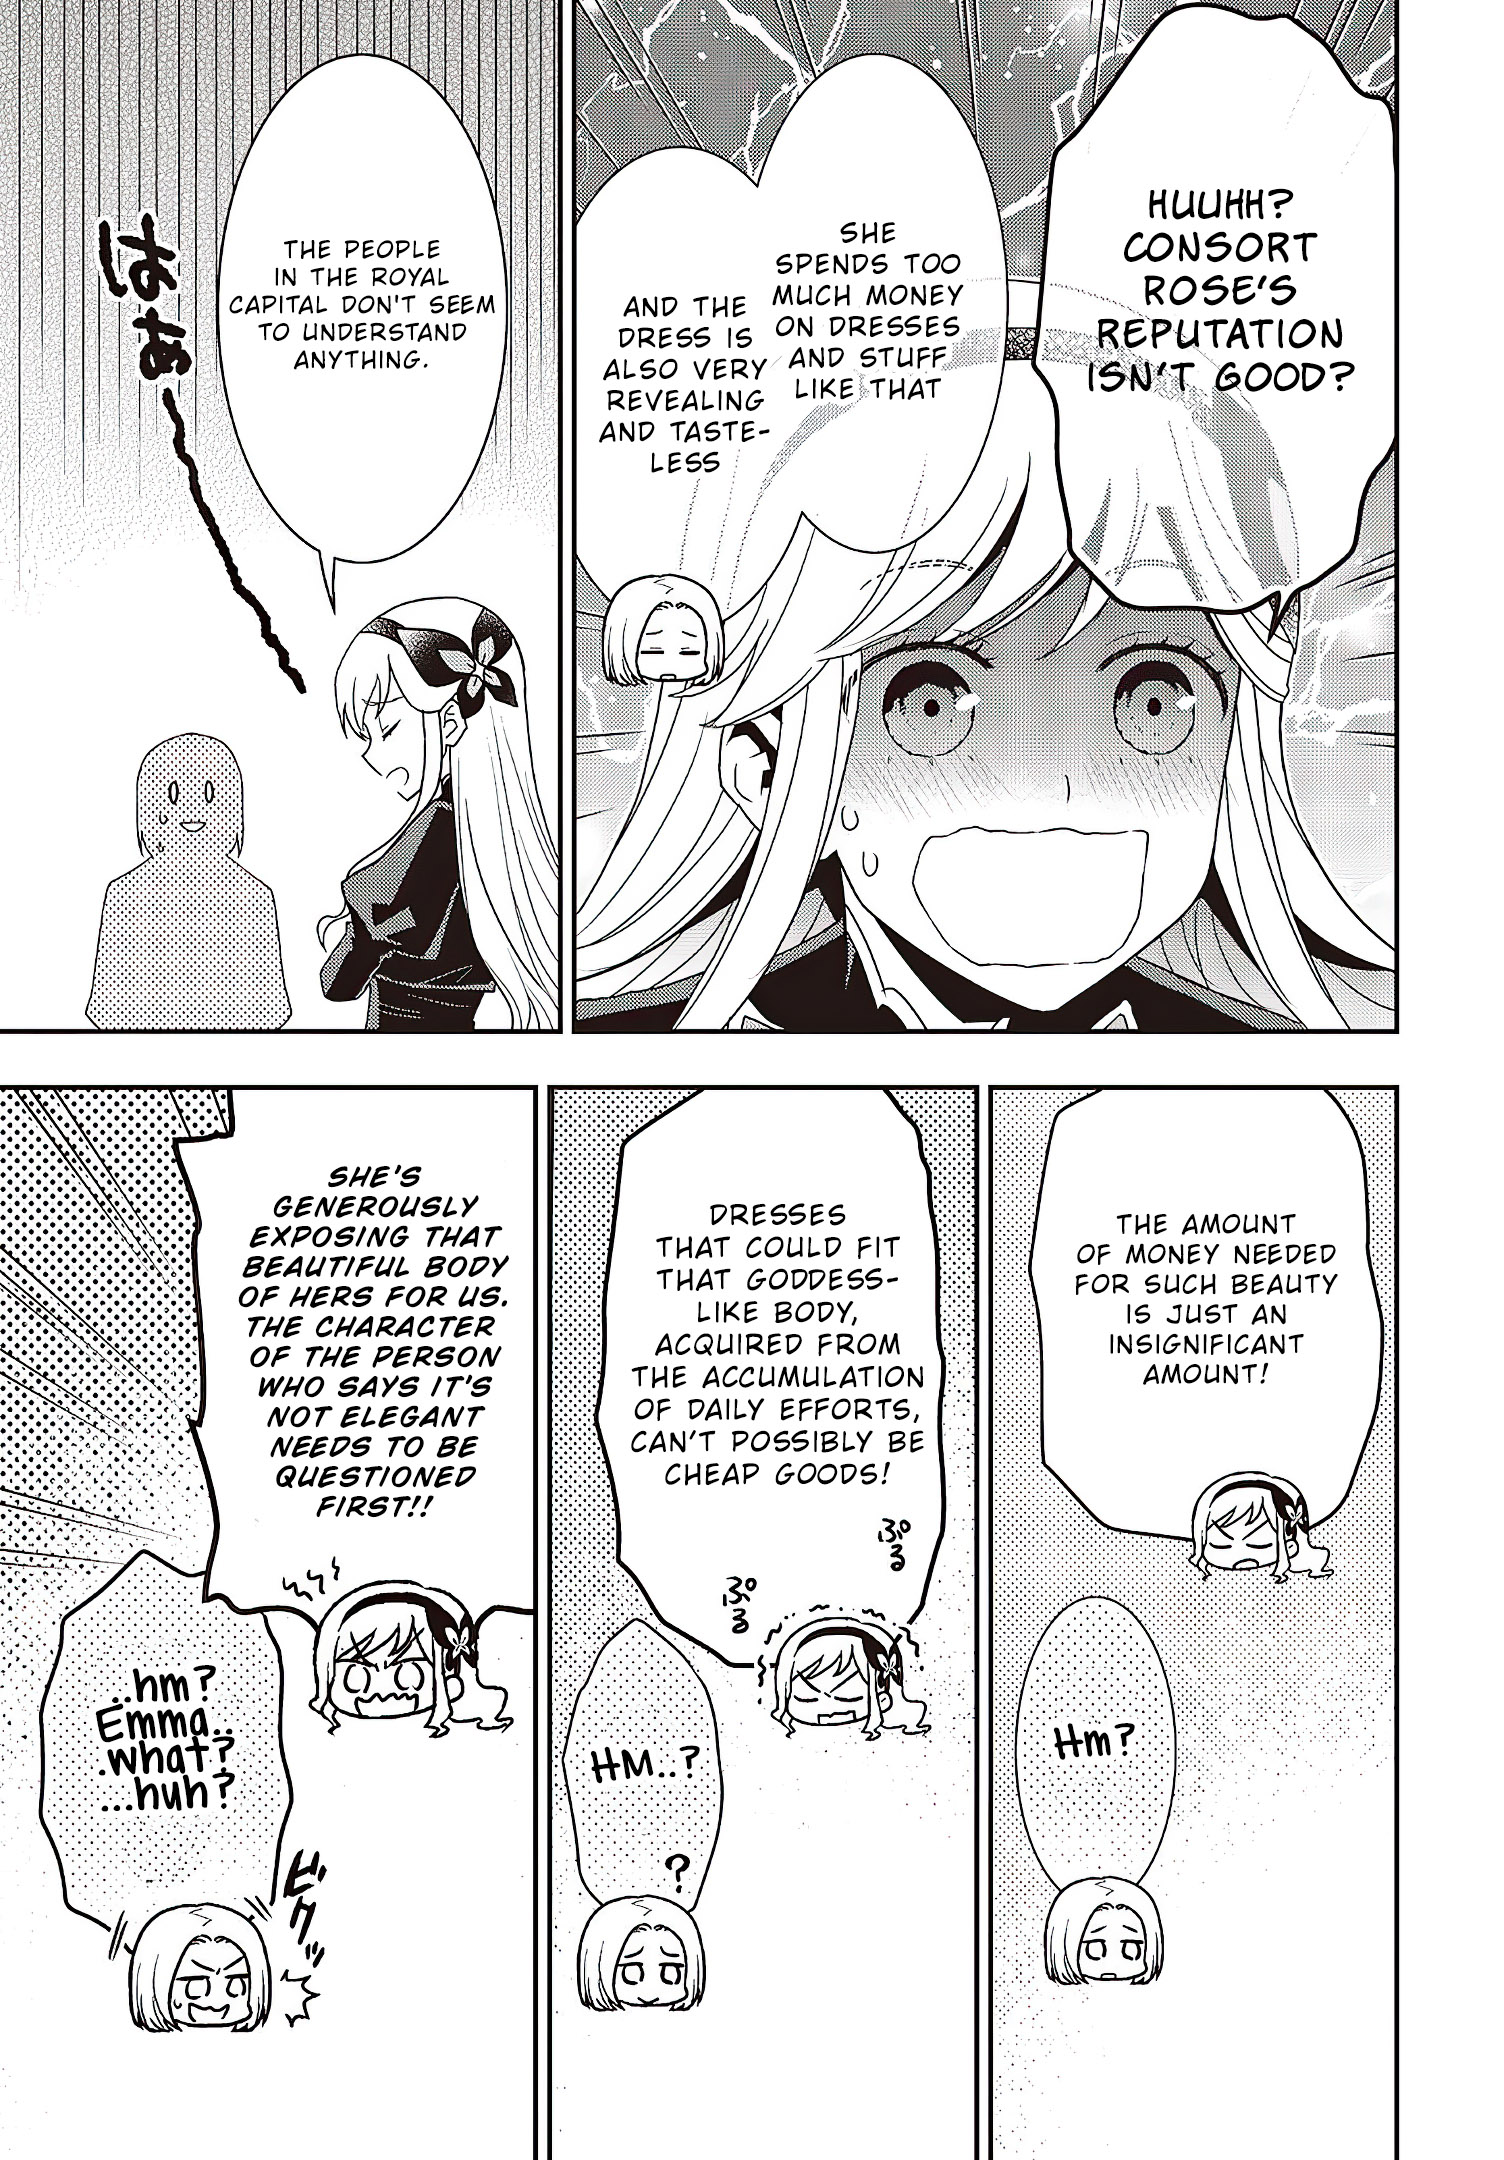 HUUHH?
CONSORT
ROSE'S
REPUTATION
ISN'T GOOD?
SHE
SPENDS TOO
MUCH MONEY
ON DRESSES
AND STUFF
LIKE THAT
AND THE
DRESS IS
ALSO VERY
REVEALING
AND TASTE-
LESS
THE PEOPLE
IN THE ROYAL
CAPITAL DON'T SEEM
TO UNDERSTAND
ANYTHING.
はぁ〜
THE AMOUNT
OF MONEY NEEDED
FOR SUCH BEAUTY
IS JUST AN
INSIGNIFICANT
AMOUNT!
Hm?
DRESSES
THAT COULD FIT
THAT GODDESS-
LIKE BODY,
ACQUIRED FROM
THE ACCUMULATION
OF DAILY EFFORTS,
CAN'T POSSIBLY BE
CHEAP GOODS!
ぷる
ぷる
HM..?
?
SHE'S
GENEROUSLY
EXPOSING THAT
BEAUTIFUL BODY
OF HERS FOR US.
THE CHARACTER
OF THE PERSON
WHO SAYS IT'S
NOT ELEGANT
NEEDS TO BE
QUESTIONED
FIRST!!
..hm?
Emma..
.what?
...huh?
ビクッ